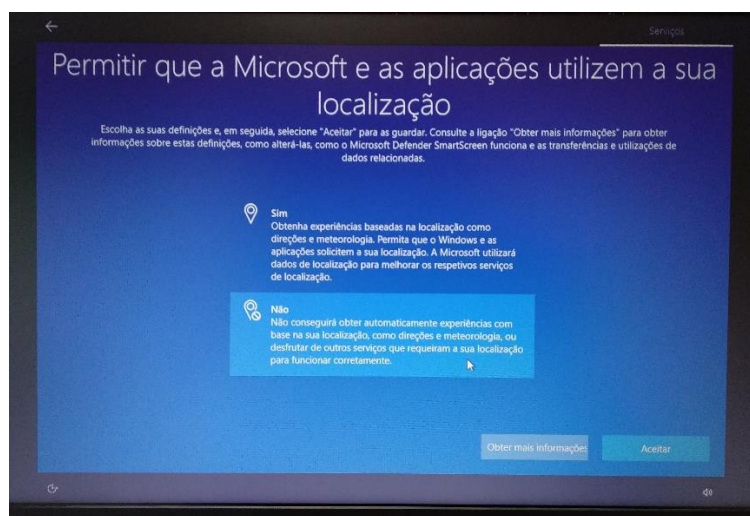 Serviços
Permitir que a Microsoft e as aplicações utilizem a sua
localização
Escolha as suas definições e, em seguida, selecione "Aceitar" para as guardar. Consulte a ligação "Obter mais informações" para obter
informações sobre estas definições, como alterá-las, como o Microsoft Defender SmartScreen funciona e as transferências e utilizações de
dados relacionadas.
Sim
Obtenha experiências baseadas na localização como
direções e meteorologia. Permita que o Windows e as
aplicações solicitem a sua localização. A Microsoft utilizará
dados de localização para melhorar os respetivos serviços
de localização.
Não
Não conseguirá obter automaticamente experiências com
base na sua localização, como direções e meteorologia, ou
desfrutar de outros serviços que requeiram a sua localização
para funcionar corretamente.
Obter mais informações
Aceitar